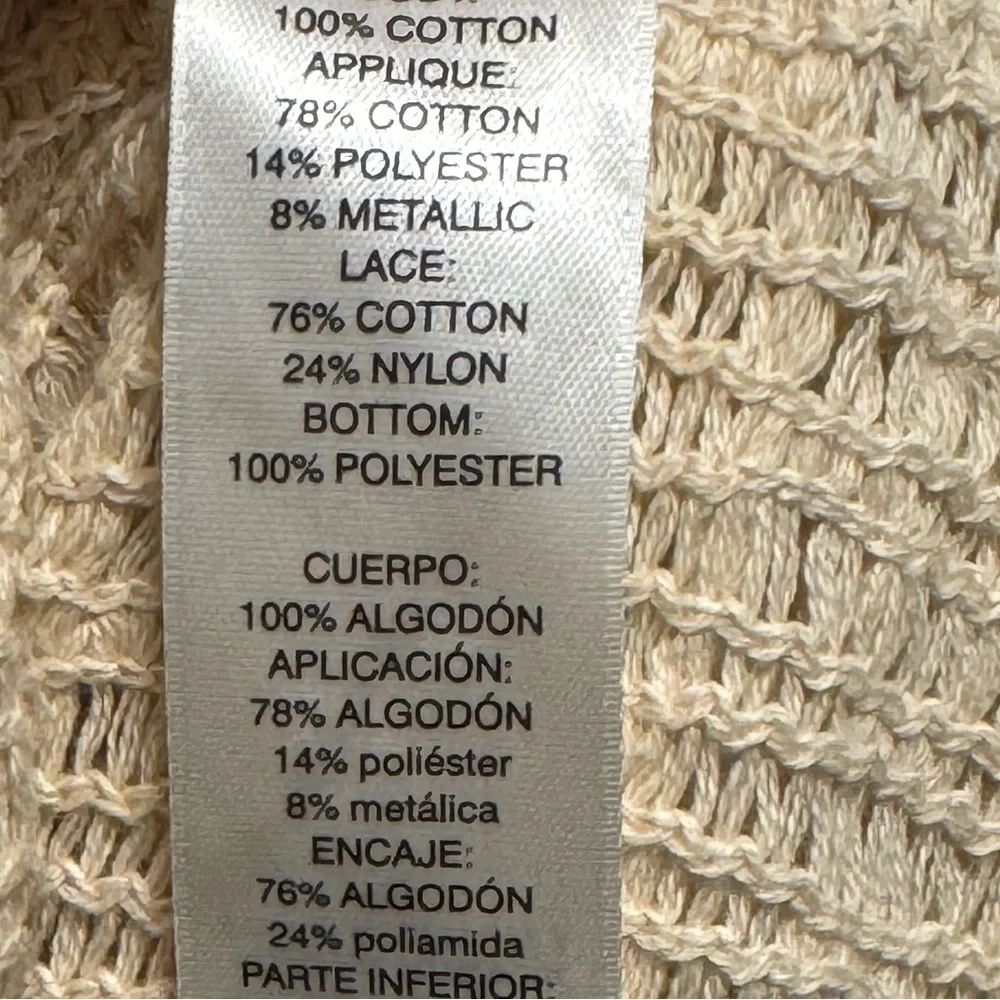 100% COTTON
APPLIQUE:
78% COTTON
14% POLYESTER
8% METALLIC
LACE:
76% COTTON
24% NYLON
BOTTOM:
100% POLYESTER
CUERPO:
100% ALGODÓN
APLICACIÓN:
78% ALGODÓN
14% poliéster
8% metálica
ENCAJE:
76% ALGODÓN
24% poliamida
PARTE INFERIOR: